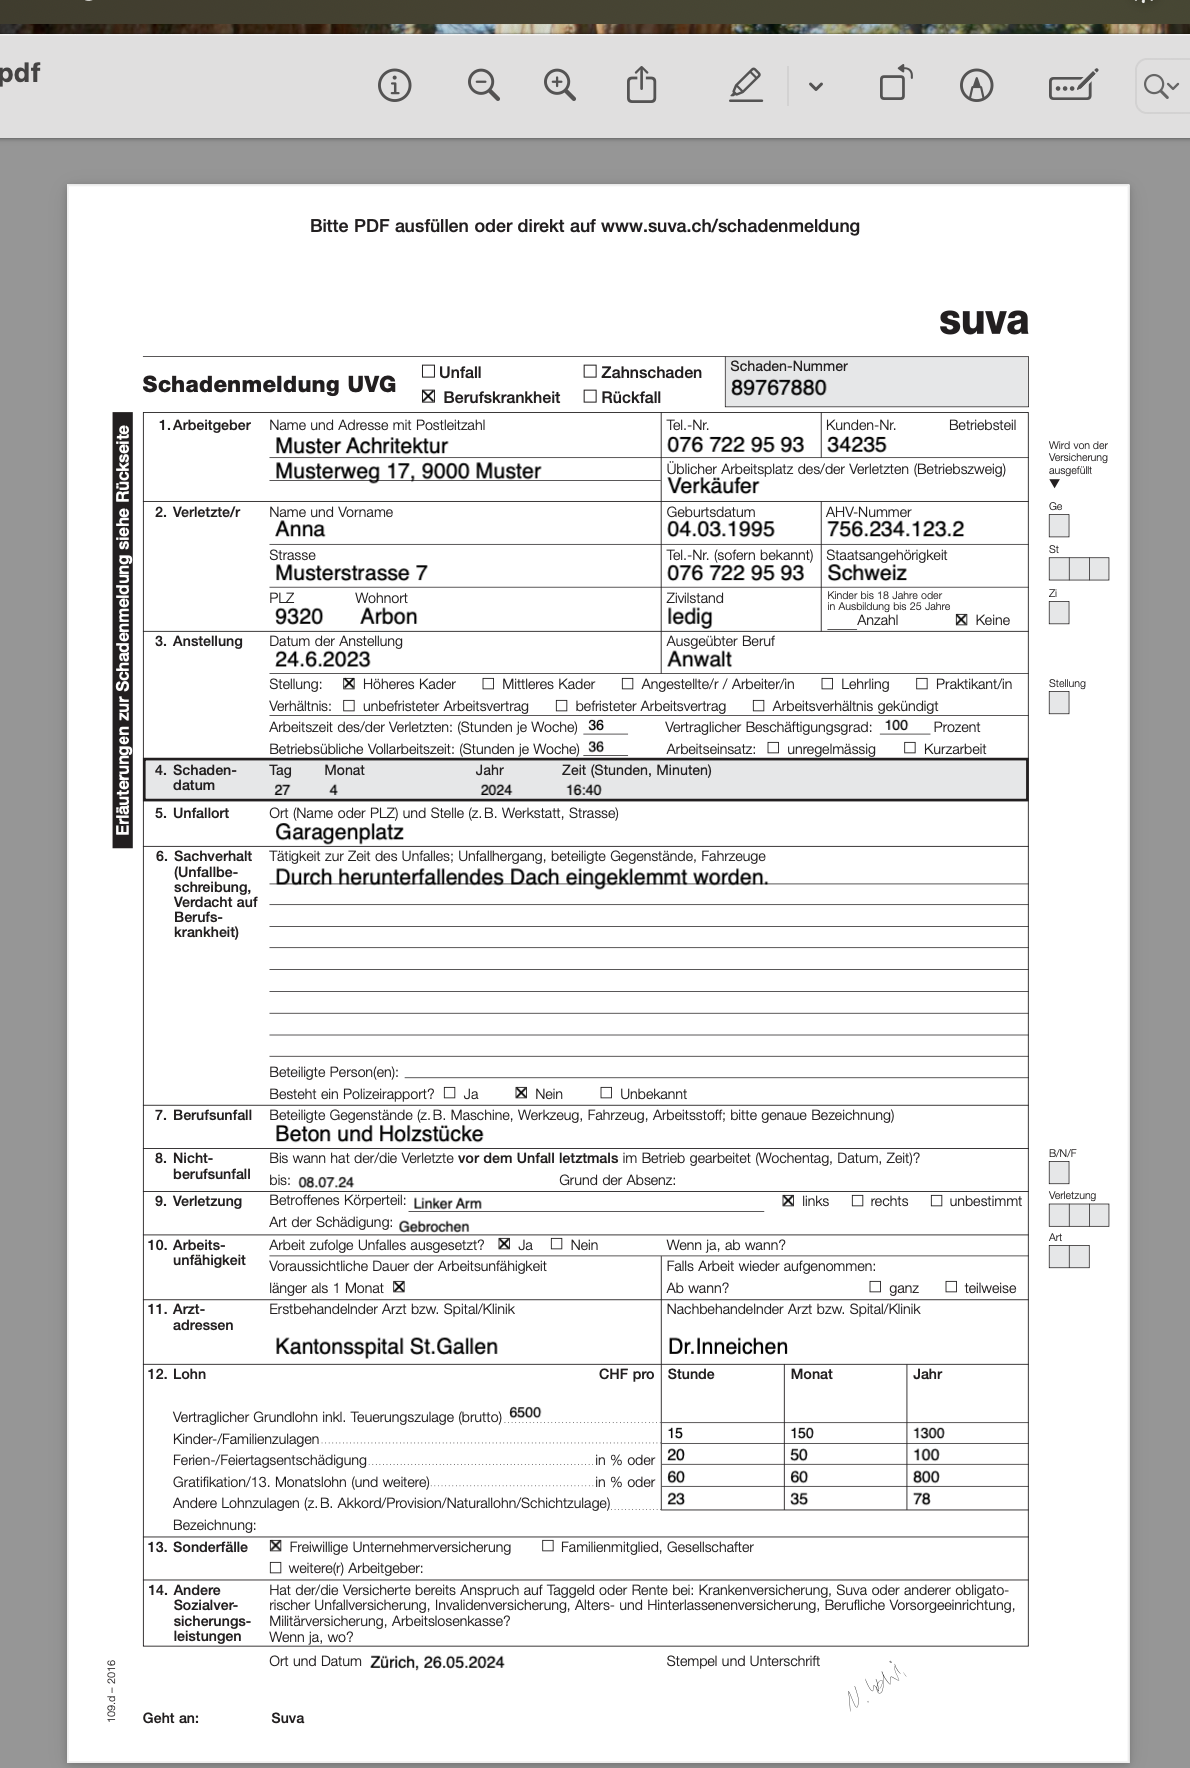 pdf
Bitte PDF ausfüllen oder direkt auf www.suva.ch/schadenmeldung
suva
Schadenmeldung UVG
☐ Unfall ☐ Zahnschaden
☒ Berufskrankheit ☐ Rückfall
Schaden-Nummer
89767880
Erläuterungen zur Schadenmeldung siehe Rückseite
1. Arbeitgeber Name und Adresse mit Postleitzahl Tel.-Nr. Kunden-Nr. Betriebsteil
Muster Achritektur 076 722 95 93 34235
Musterweg 17, 9000 Muster Üblicher Arbeitsplatz des/der Verletzten (Betriebszweig)
Verkäufer
Wird von der
Versicherung
ausgefüllt
▼
2. Verletzte/r Name und Vorname Geburtsdatum AHV-Nummer Ge
Anna 04.03.1995 756.234.123.2
Strasse Tel.-Nr. (sofern bekannt) Staatsangehörigkeit St
Musterstrasse 7 076 722 95 93 Schweiz
PLZ Wohnort Zivilstand Kinder bis 18 Jahre oder Zi
in Ausbildung bis 25 Jahre
9320 Arbon ledig ____Anzahl ☒ Keine
3. Anstellung Datum der Anstellung Ausgeübter Beruf
24.6.2023 Anwalt
Stellung: ☒ Höheres Kader ☐ Mittleres Kader ☐ Angestellte/r / Arbeiter/in ☐ Lehrling ☐ Praktikant/in Stellung
Verhältnis: ☐ unbefristeter Arbeitsvertrag ☐ befristeter Arbeitsvertrag ☐ Arbeitsverhältnis gekündigt
Arbeitszeit des/der Verletzten: (Stunden je Woche) 36 Vertraglicher Beschäftigungsgrad: 100 Prozent
Betriebsübliche Vollarbeitszeit: (Stunden je Woche) 36 Arbeitseinsatz: ☐ unregelmässig ☐ Kurzarbeit
4. Schaden- Tag Monat Jahr Zeit (Stunden, Minuten)
datum 27 4 2024 16:40
5. Unfallort Ort (Name oder PLZ) und Stelle (z.B. Werkstatt, Strasse)
Garagenplatz
6. Sachverhalt Tätigkeit zur Zeit des Unfalles; Unfallhergang, beteiligte Gegenstände, Fahrzeuge
(Unfallbe- Durch herunterfallendes Dach eingeklemmt worden.
schreibung,
Verdacht auf
Berufs-
krankheit)
Beteiligte Person(en):
Besteht ein Polizeirapport? ☐ Ja ☒ Nein ☐ Unbekannt
7. Berufsunfall Beteiligte Gegenstände (z.B. Maschine, Werkzeug, Fahrzeug, Arbeitsstoff; bitte genaue Bezeichnung)
Beton und Holzstücke
8. Nicht- Bis wann hat der/die Verletzte vor dem Unfall letztmals im Betrieb gearbeitet (Wochentag, Datum, Zeit)? B/N/F
berufsunfall bis: 08.07.24 Grund der Absenz:
9. Verletzung Betroffenes Körperteil: Linker Arm ☒ links ☐ rechts ☐ unbestimmt Verletzung
Art der Schädigung: Gebrochen
10. Arbeits- Arbeit zufolge Unfalles ausgesetzt? ☒ Ja ☐ Nein Wenn ja, ab wann? Art
unfähigkeit Voraussichtliche Dauer der Arbeitsunfähigkeit Falls Arbeit wieder aufgenommen:
länger als 1 Monat ☒ Ab wann? ☐ ganz ☐ teilweise
11. Arzt- Erstbehandelnder Arzt bzw. Spital/Klinik Nachbehandelnder Arzt bzw. Spital/Klinik
adressen
Kantonsspital St.Gallen Dr.Inneichen
12. Lohn CHF pro Stunde Monat Jahr
Vertraglicher Grundlohn inkl. Teuerungszulage (brutto) 6500
Kinder-/Familienzulagen 15 150 1300
Ferien-/Feiertagsentschädigung in % oder 20 50 100
Gratifikation/13. Monatslohn (und weitere) in % oder 60 60 800
Andere Lohnzulagen (z.B. Akkord/Provision/Naturallohn/Schichtzulage) 23 35 78
Bezeichnung:
13. Sonderfälle ☒ Freiwillige Unternehmerversicherung ☐ Familienmitglied, Gesellschafter
☐ weitere(r) Arbeitgeber:
14. Andere Hat der/die Versicherte bereits Anspruch auf Taggeld oder Rente bei: Krankenversicherung, Suva oder anderer obligato-
Sozialver- rischer Unfallversicherung, Invalidenversicherung, Alters- und Hinterlassenenversicherung, Berufliche Vorsorgeeinrichtung,
sicherungs- Militärversicherung, Arbeitslosenkasse?
leistungen Wenn ja, wo?
Ort und Datum Zürich, 26.05.2024 Stempel und Unterschrift
109.d – 2016
Geht an: Suva